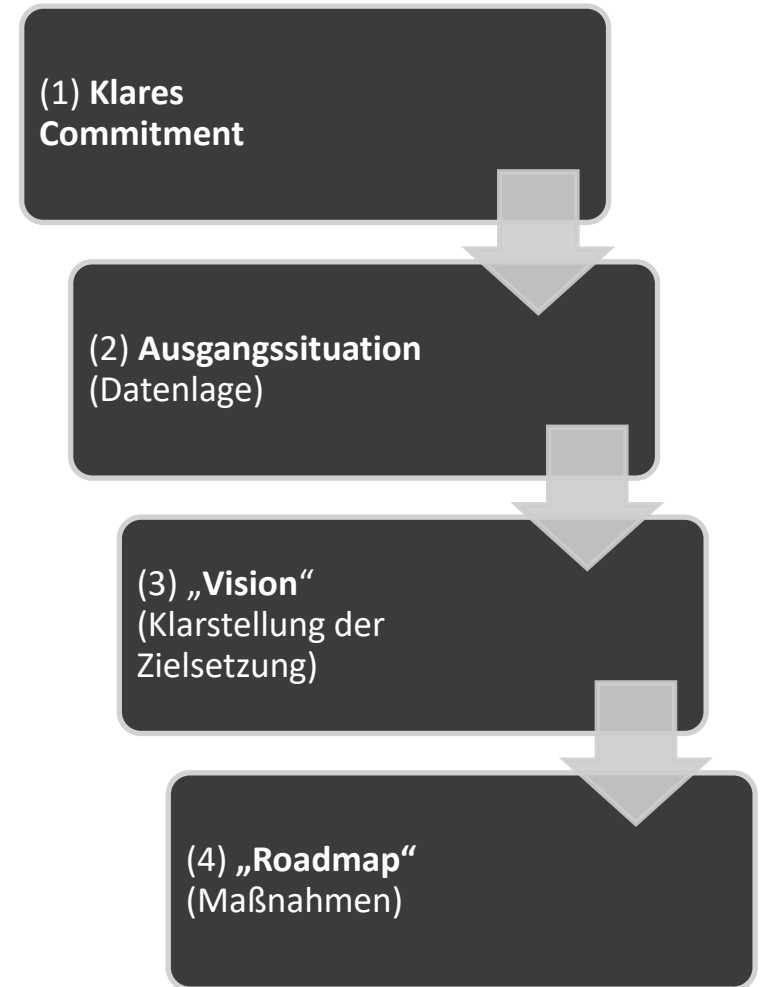 (1) Klares
Commitment
(2) Ausgangssituation
(Datenlage)
(3) „Vision“
(Klarstellung der
Zielsetzung)
(4) „Roadmap“
(Maßnahmen)